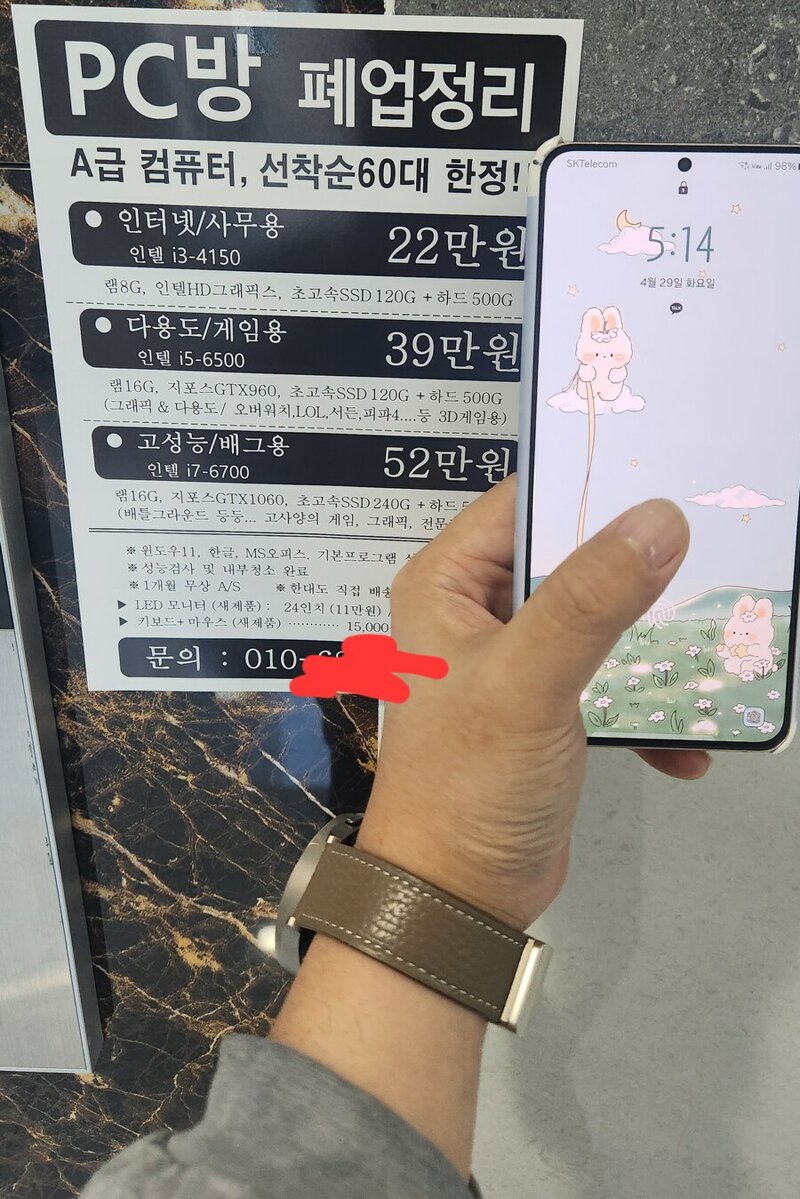 PC방 폐업정리
A급 컴퓨터, 선착순60대 한정!
● 인터넷/사무용
인텔 i3-4150
22만원
램8G, 인텔HD그래픽스, 초고속SSD 120G + 하드 500G
● 다용도/게임용
인텔 i5-6500
39만원
램16G, 지포스GTX960, 초고속SSD 120G + 하드 500G
(그래픽 & 다용도/ 오버워치,LOL,서든,피파4....등 3D게임용)
● 고성능/배그용
인텔 i7-6700
52만원
램16G, 지포스GTX1060, 초고속SSD 240G + 하드
(배틀그라운드 등등... 고사양의 게임, 그래픽, 전문
※ 윈도우11, 한글, MS오피스, 기본프로그램
※ 성능검사 및 내부청소 완료
※ 1개월 무상 A/S ※ 한대도 직접 배송
▶ LED 모니터 (새제품) : 24인치 (11만원) /
▶ 키보드+ 마우스 (새제품) ············ 15,000
문의 : 010-
SKTelecom
98%
5:14
4월 29일 화요일
TALK